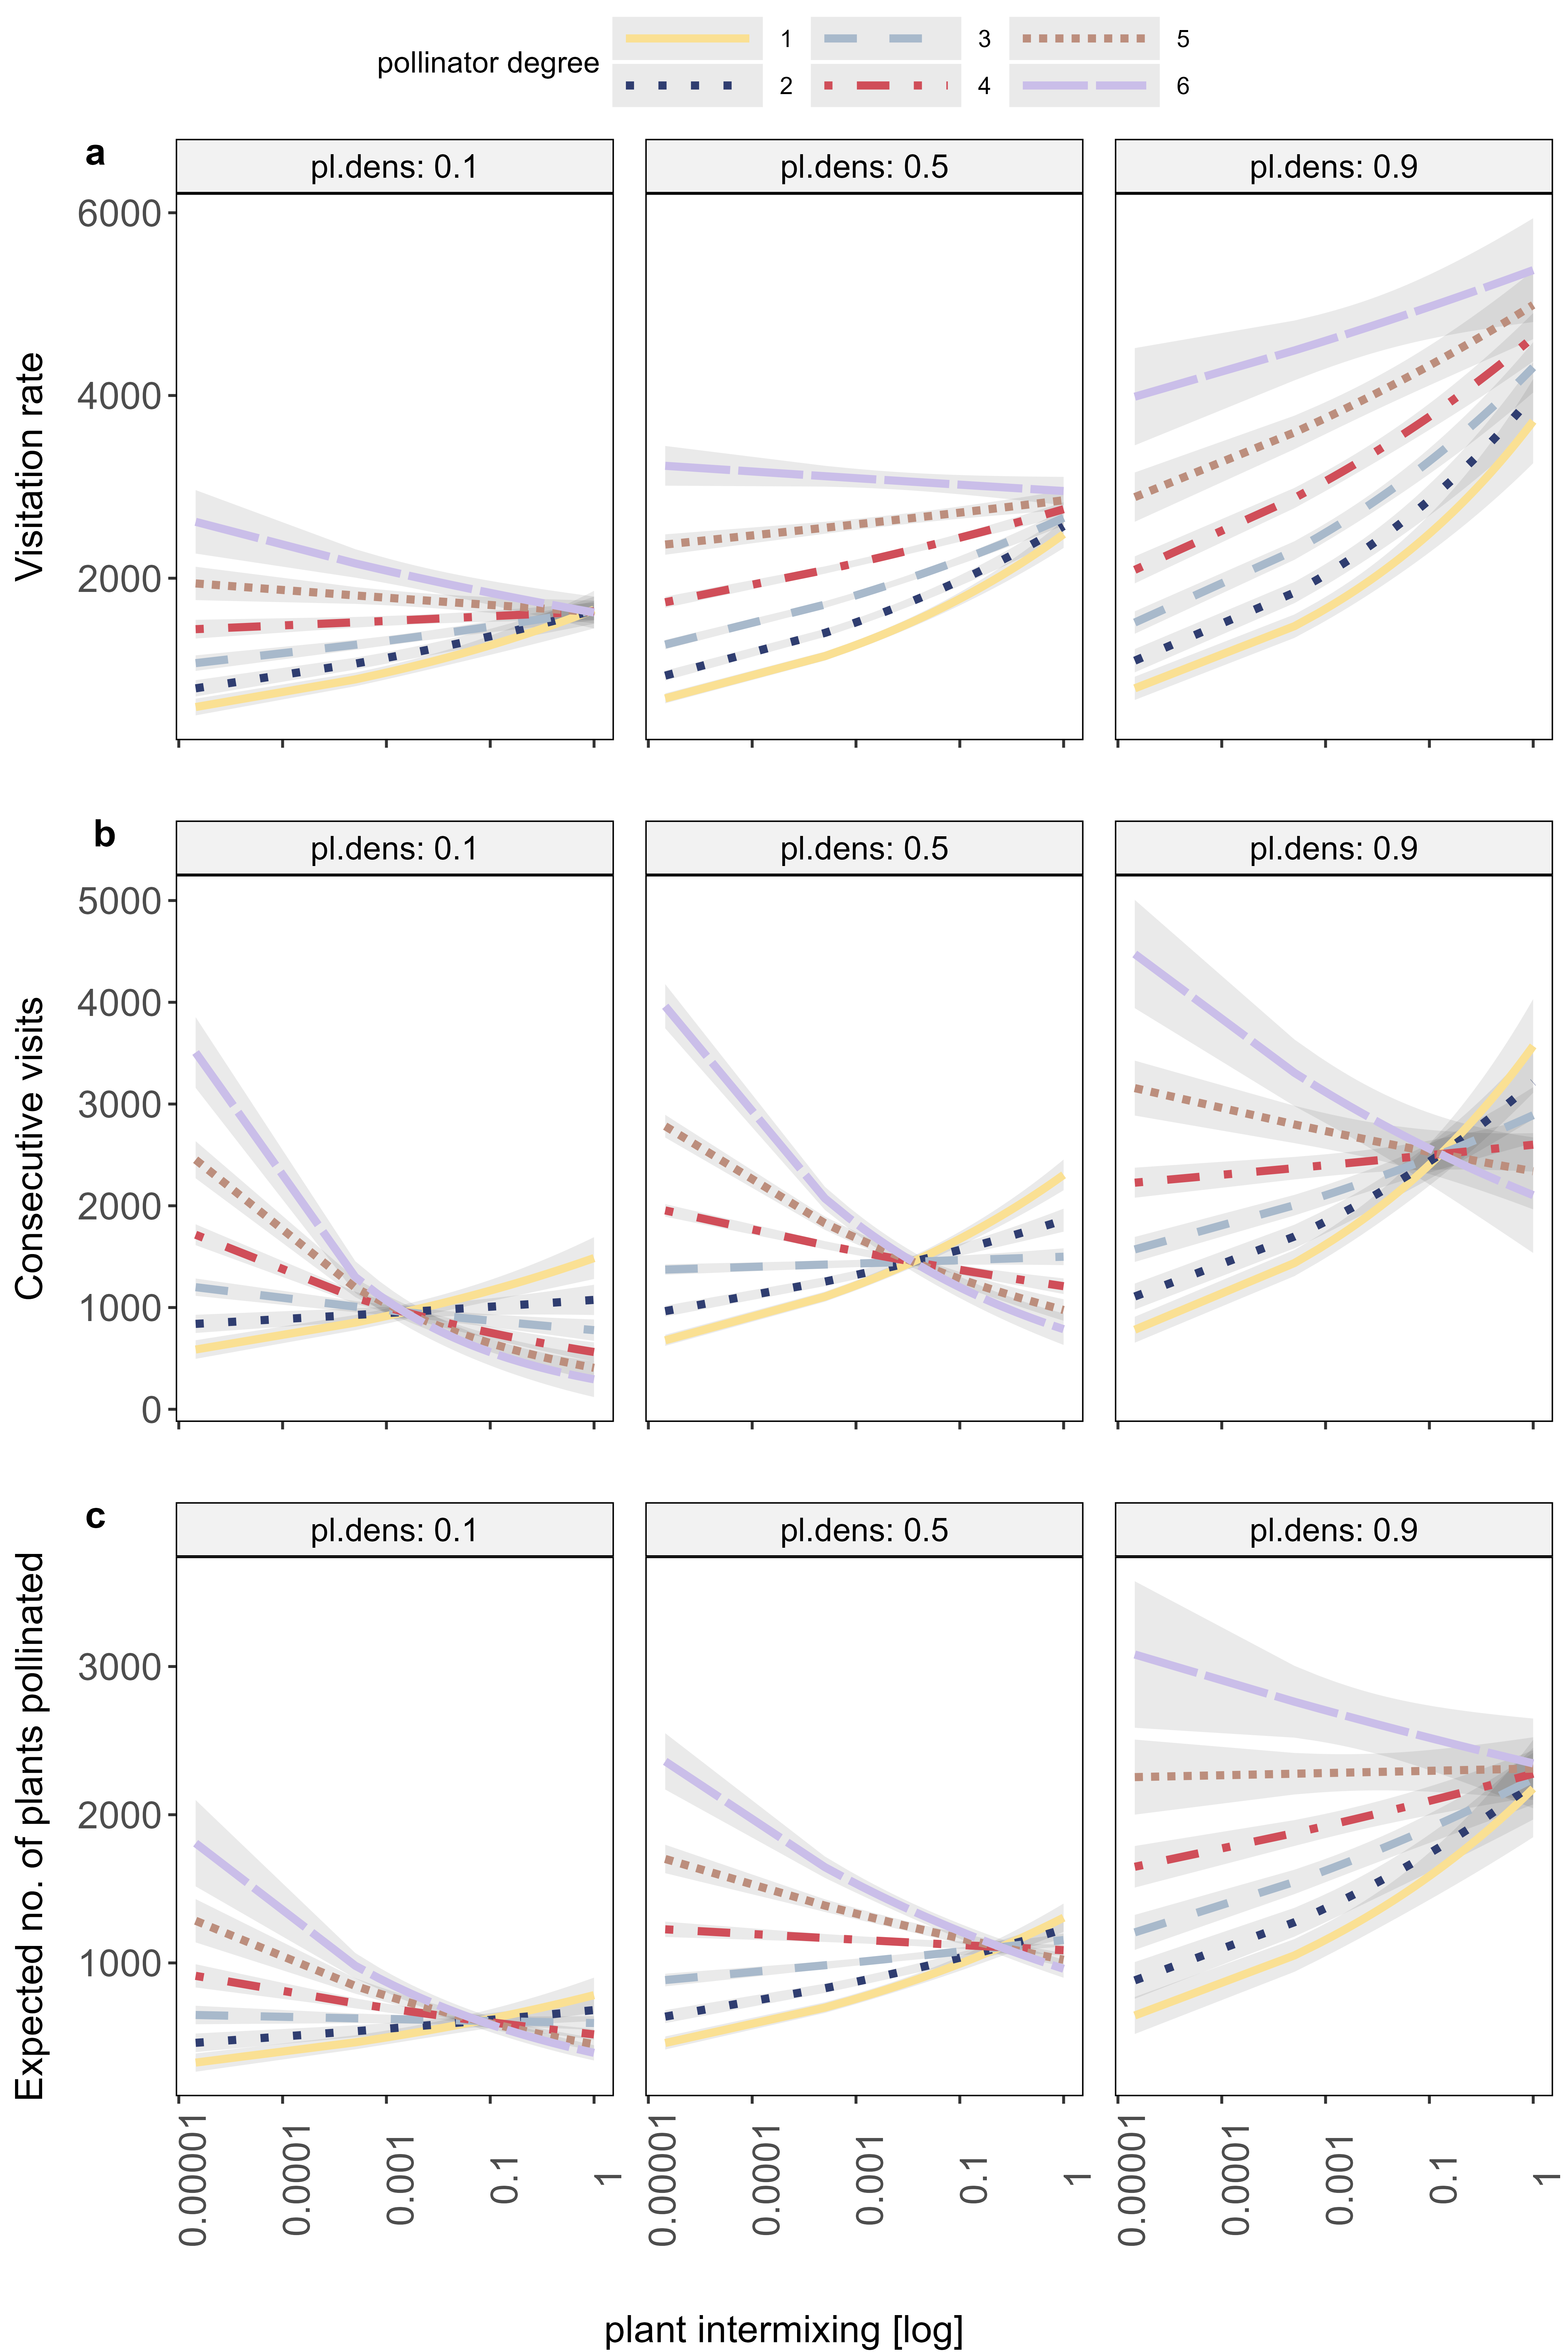 pollinator degree
1 3 5
2 4 6
a
pl.dens: 0.1 pl.dens: 0.5 pl.dens: 0.9
Visitation rate
6000
4000
2000
b
pl.dens: 0.1 pl.dens: 0.5 pl.dens: 0.9
Consecutive visits
5000
4000
3000
2000
1000
0
c
pl.dens: 0.1 pl.dens: 0.5 pl.dens: 0.9
Expected no. of plants pollinated
3000
2000
1000
0.00001 0.0001 0.001 0.1 1 0.00001 0.0001 0.001 0.1 1 0.00001 0.0001 0.001 0.1 1
plant intermixing [log]